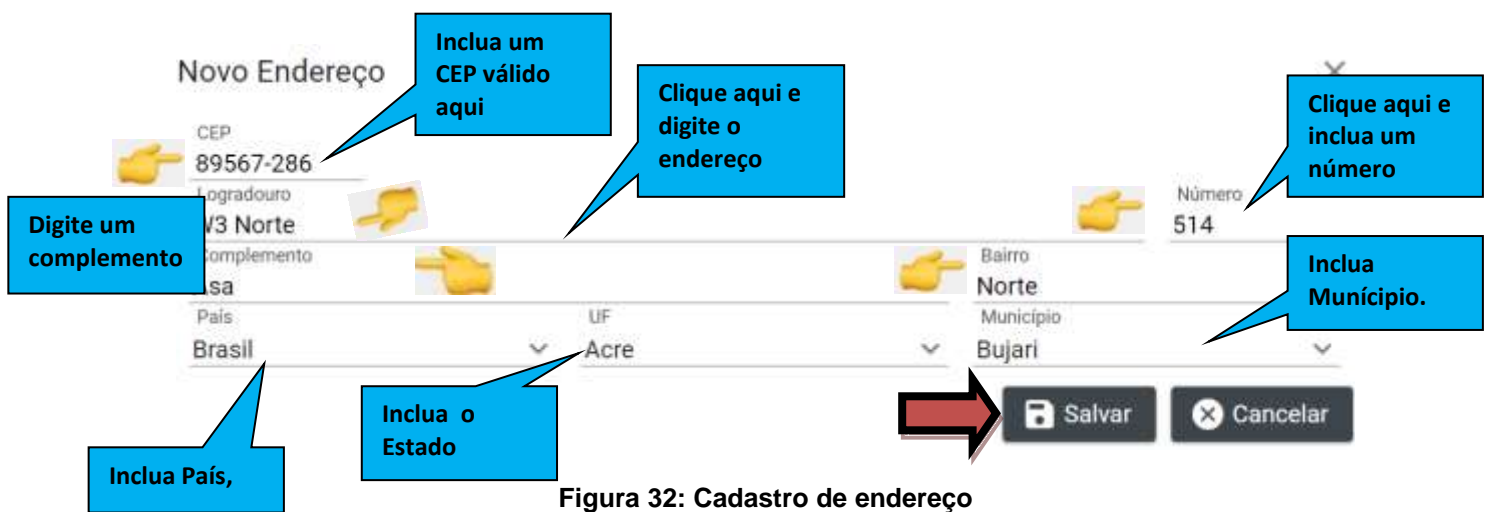 Inclua um
CEP válido
aqui
Novo Endereço
Clique aqui e
digite o
endereço
Clique aqui e
inclua um
número
CEP
89567-286
Logradouro
Número
Digite um
complemento
W3 Norte
514
Complemento
Bairro
Inclua
Munícipio.
Asa
Norte
País
UF
Município
Brasil
Acre
Bujari
Inclua o
Estado
Salvar
Cancelar
Inclua País,
Figura 32: Cadastro de endereço